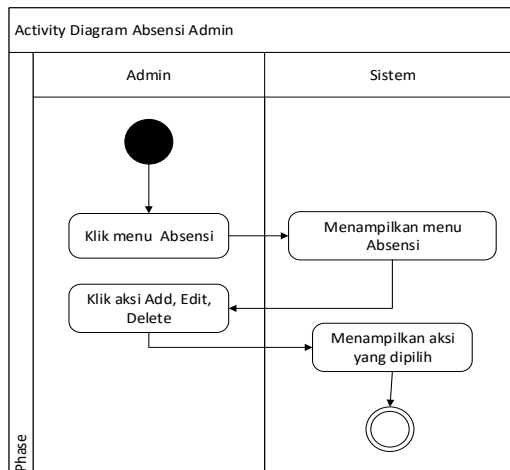 Activity Diagram Absensi Admin
Admin
Sistem
Klik menu Absensi
Menampilkan menu
Absensi
Klik aksi Add, Edit,
Delete
Menampilkan aksi
yang dipilih
Phase